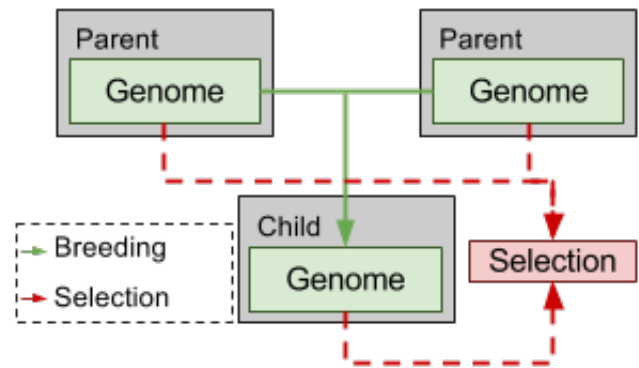 Parent
Genome
Parent
Genome
Child
Genome
Selection
Breeding
Selection